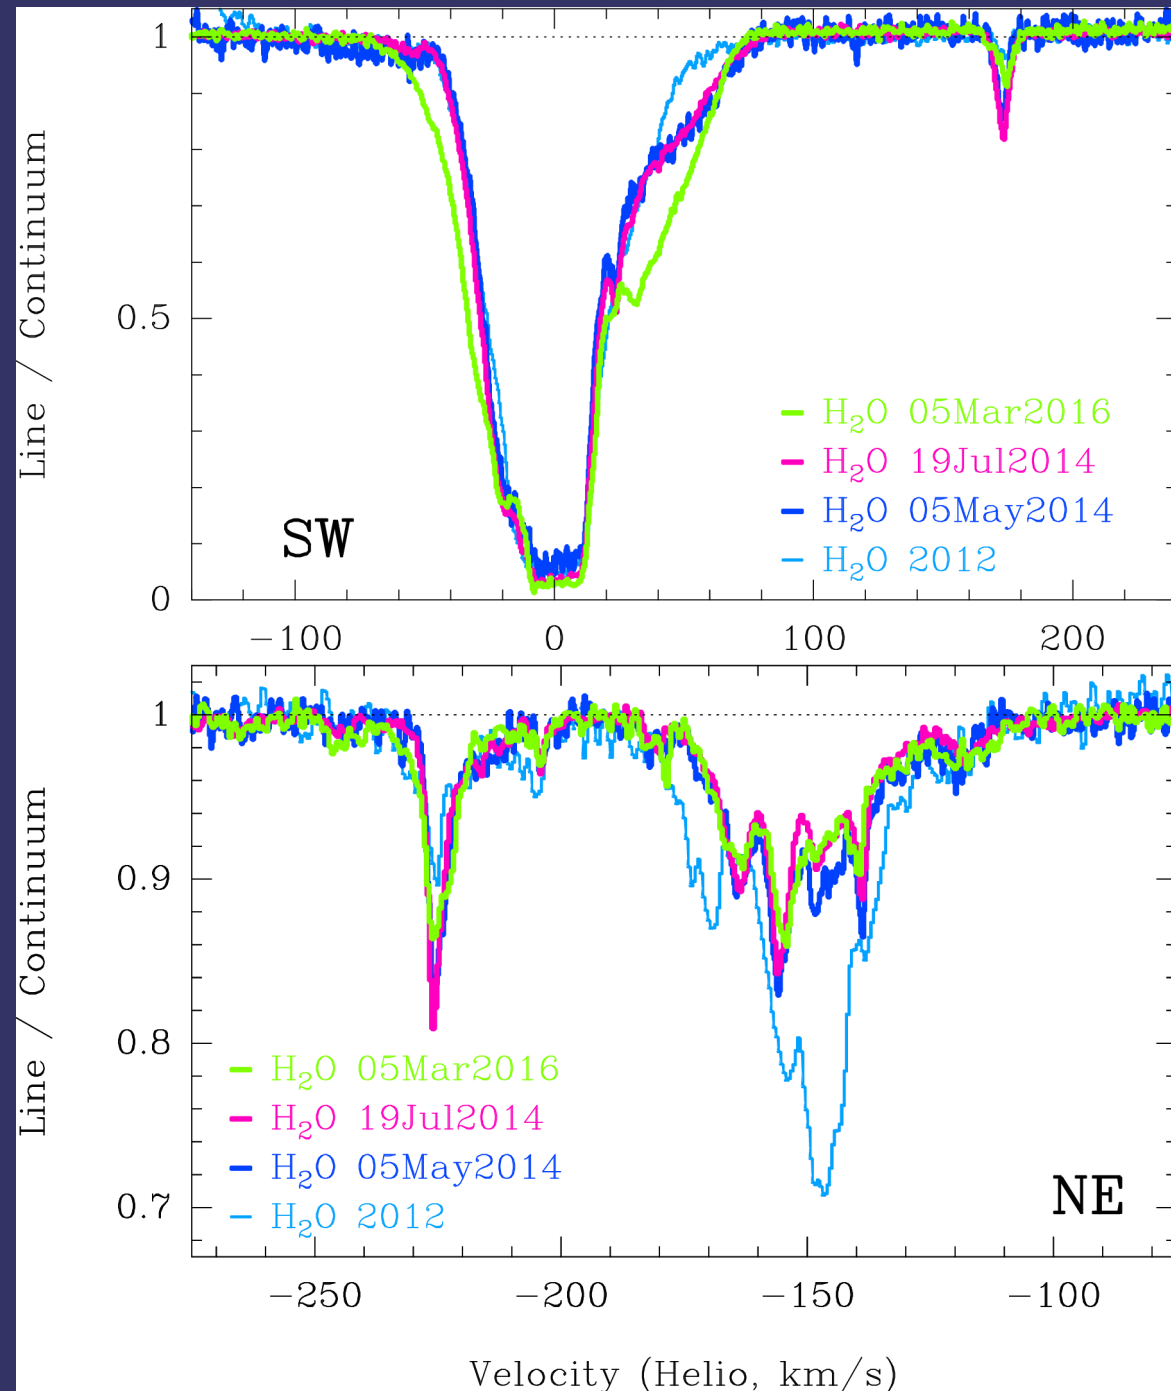 1
0.5
0
Line / Continuum
SW
H₂O 05Mar2016
H₂O 19Jul2014
H₂O 05May2014
H₂O 2012
−100 0 100 200
1
0.9
0.8
0.7
Line / Continuum
H₂O 05Mar2016
H₂O 19Jul2014
H₂O 05May2014
H₂O 2012
NE
−250 −200 −150 −100
Velocity (Helio, km/s)